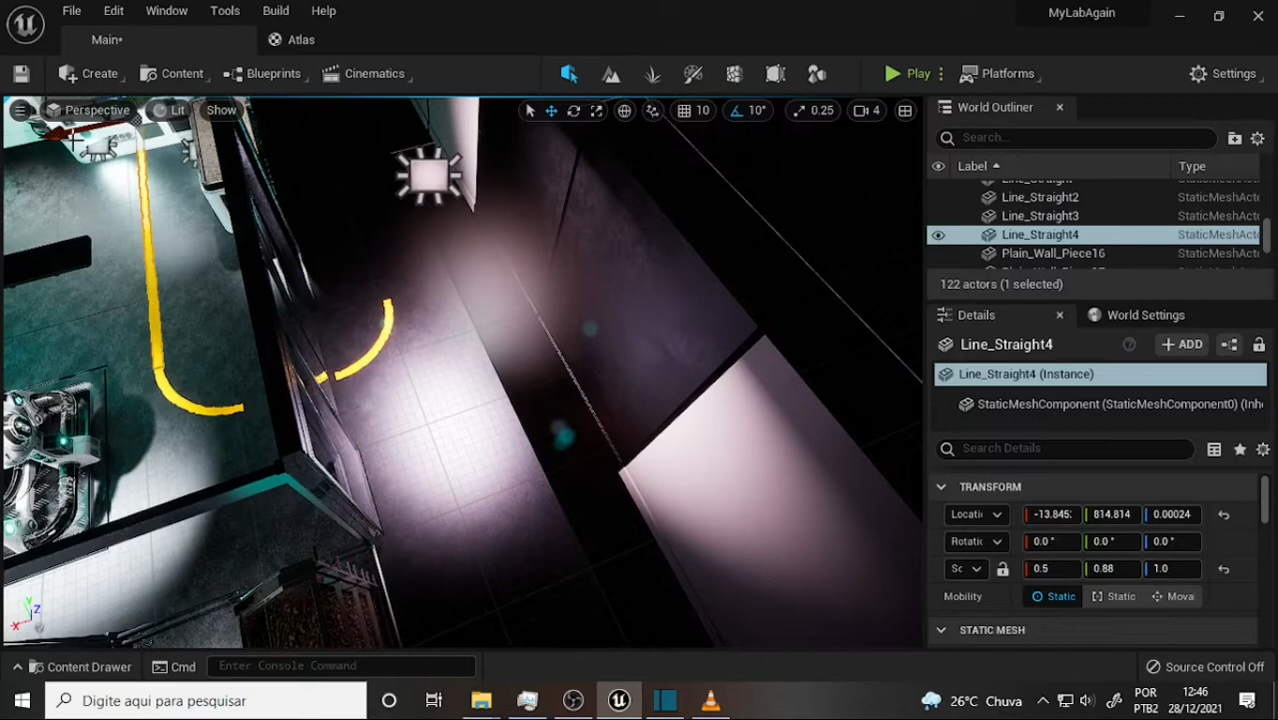 File Edit Window Tools Build Help
MyLabAgain
Main•
Atlas
Create Content Blueprints Cinematics Play Platforms Settings
Perspective Lit Show
10 10° 0.25 4
World Outliner
Search...
Label Type
Line_Straight2 StaticMeshActo
Line_Straight3 StaticMeshActo
Line_Straight4 StaticMeshActo
Plain_Wall_Piece16 StaticMeshActo
122 actors (1 selected)
Details World Settings
Line_Straight4 ADD
Line_Straight4 (Instance)
StaticMeshComponent (StaticMeshComponent0) (Inh
Search Details
TRANSFORM
Locati -13.845 814.814 0.00024
Rotatic 0.0 ° 0.0 ° 0.0 °
Sc 0.5 0.88 1.0
Mobility Static Static Moval
STATIC MESH
X Y Z
Content Drawer Cmd Enter Console Command Source Control Off
Digite aqui para pesquisar
26°C Chuva
POR
PTB2
12:46
28/12/2021